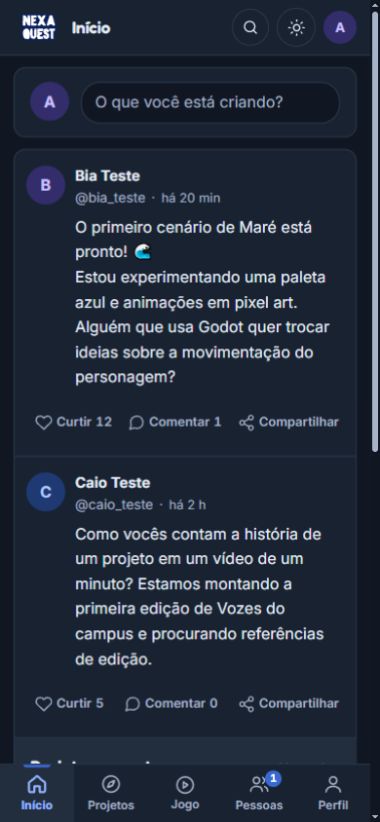 NEXA
QUEST
Início
A
A
O que você está criando?
B
Bia Teste
@bia_teste · há 20 min
O primeiro cenário de Maré está
pronto! 🌊
Estou experimentando uma paleta
azul e animações em pixel art.
Alguém que usa Godot quer trocar
ideias sobre a movimentação do
personagem?
Curtir 12 Comentar 1 Compartilhar
C
Caio Teste
@caio_teste · há 2 h
Como vocês contam a história de
um projeto em um vídeo de um
minuto? Estamos montando a
primeira edição de Vozes do
campus e procurando referências
de edição.
Curtir 5 Comentar 0 Compartilhar
1
Início Projetos Jogo Pessoas Perfil